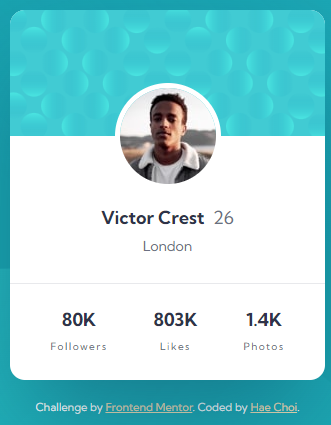 Victor Crest 26
London
80K 803K 1.4K
Followers Likes Photos
Challenge by Frontend Mentor. Coded by Hae Choi.